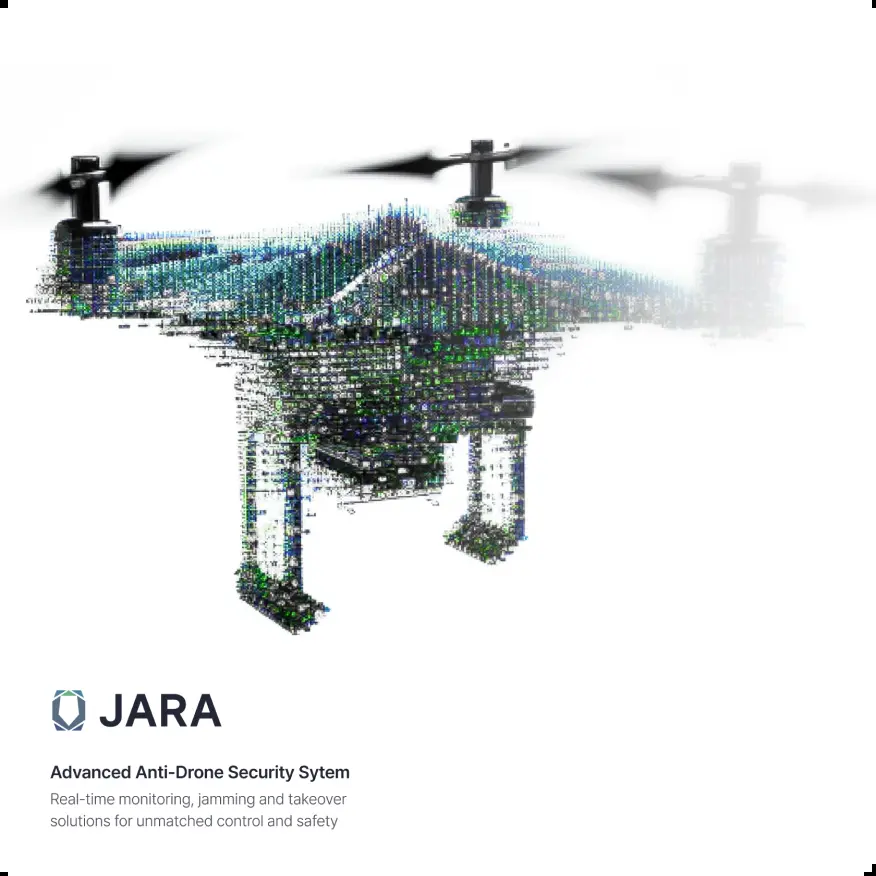 JARA
Advanced Anti-Drone Security Sytem
Real-time monitoring, jamming and takeover
solutions for unmatched control and safety